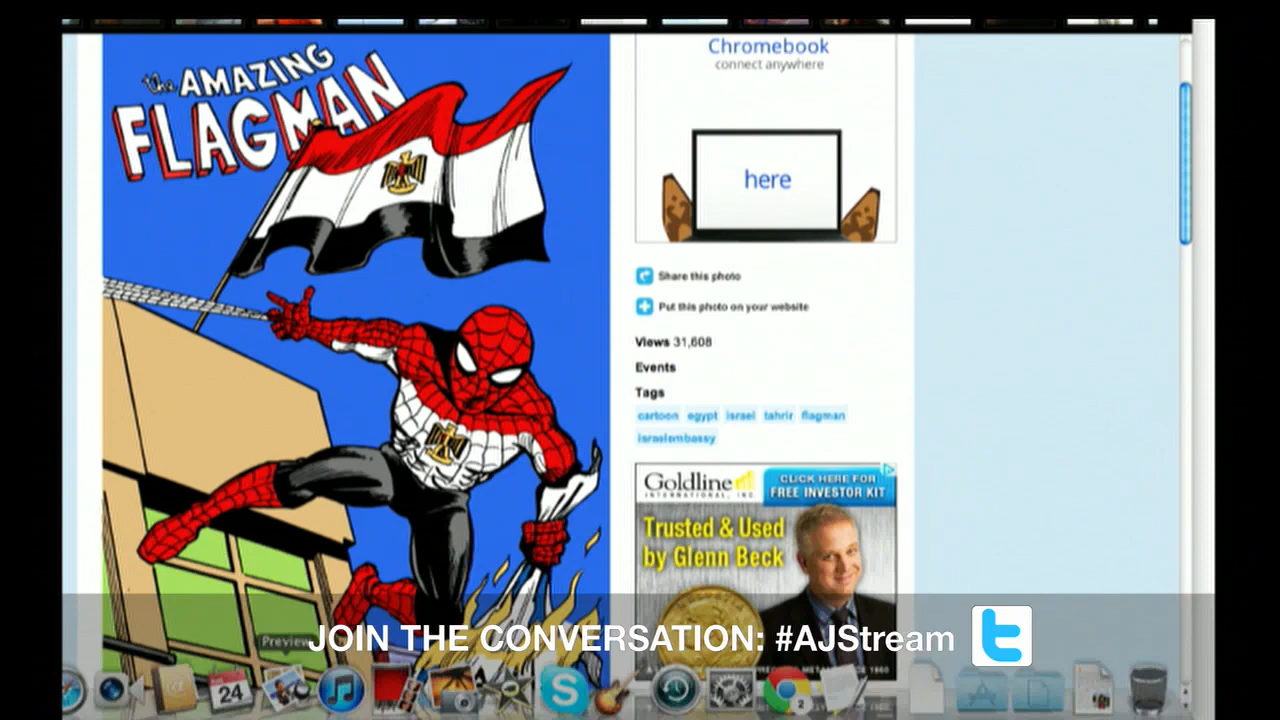 the AMAZING
FLAGMAN
Chromebook
connect anywhere
here
Share this photo
Put this photo on your website
Views 31,608
Events
Tags
cartoon egypt israel tahrir flagman
israelembassy
Goldline
INTERNATIONAL, INC.
CLICK HERE FOR
FREE INVESTOR KIT
Trusted & Used
by Glenn Beck
Preview
JOIN THE CONVERSATION: #AJStream
24
2